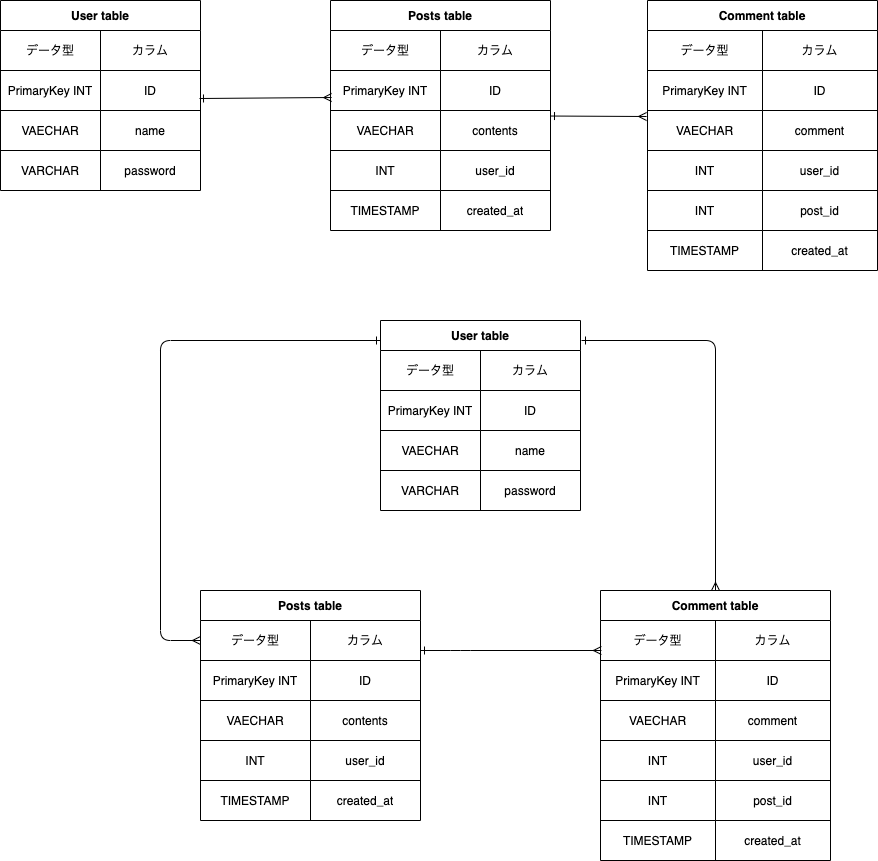 User table
データ型 カラム
PrimaryKey INT ID
VAECHAR name
VARCHAR password
Posts table
データ型 カラム
PrimaryKey INT ID
VAECHAR contents
INT user_id
TIMESTAMP created_at
Comment table
データ型 カラム
PrimaryKey INT ID
VAECHAR comment
INT user_id
INT post_id
TIMESTAMP created_at
User table
データ型 カラム
PrimaryKey INT ID
VAECHAR name
VARCHAR password
Posts table
データ型 カラム
PrimaryKey INT ID
VAECHAR contents
INT user_id
TIMESTAMP created_at
Comment table
データ型 カラム
PrimaryKey INT ID
VAECHAR comment
INT user_id
INT post_id
TIMESTAMP created_at